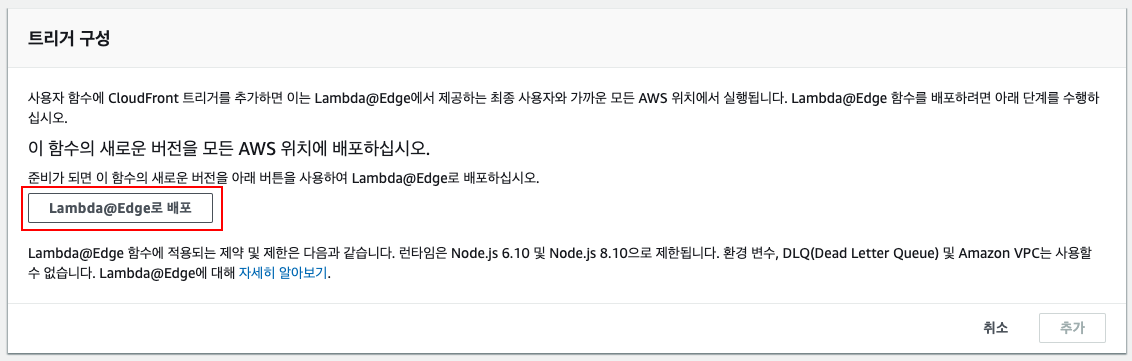 트리거 구성
사용자 함수에 CloudFront 트리거를 추가하면 이는 Lambda@Edge에서 제공하는 최종 사용자와 가까운 모든 AWS 위치에서 실행됩니다. Lambda@Edge 함수를 배포하려면 아래 단계를 수행하
십시오.
이 함수의 새로운 버전을 모든 AWS 위치에 배포하십시오.
준비가 되면 이 함수의 새로운 버전을 아래 버튼을 사용하여 Lambda@Edge로 배포하십시오.
Lambda@Edge로 배포
Lambda@Edge 함수에 적용되는 제약 및 제한은 다음과 같습니다. 런타임은 Node.js 6.10 및 Node.js 8.10으로 제한됩니다. 환경 변수, DLQ(Dead Letter Queue) 및 Amazon VPC는 사용할
수 없습니다. Lambda@Edge에 대해 자세히 알아보기.
취소 추가